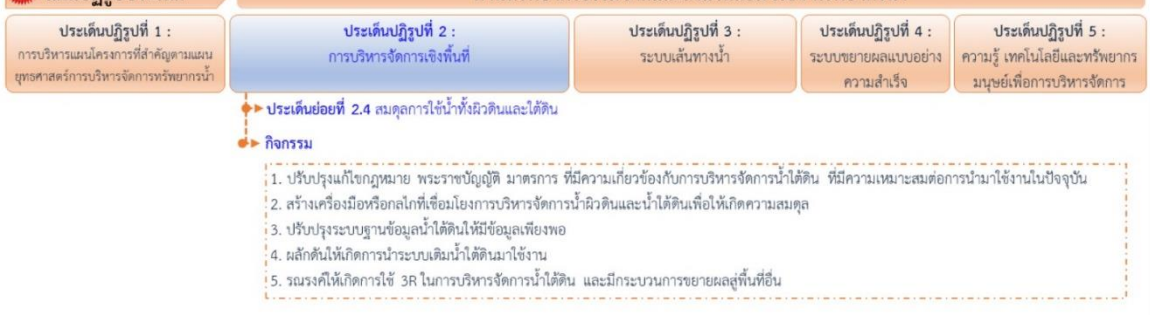 ประเด็นปฏิรูปที่ 1 :
การบริหารแผนโครงการที่สำคัญตามแผน
ยุทธศาสตร์การบริหารจัดการทรัพยากรน้ำ
ประเด็นปฏิรูปที่ 2 :
การบริหารจัดการเชิงพื้นที่
ประเด็นปฏิรูปที่ 3 :
ระบบเส้นทางน้ำ
ประเด็นปฏิรูปที่ 4 :
ระบบขยายผลแบบอย่าง
ความสำเร็จ
ประเด็นปฏิรูปที่ 5 :
ความรู้ เทคโนโลยีและทรัพยากร
มนุษย์เพื่อการบริหารจัดการ
ประเด็นย่อยที่ 2.4 สมดุลการใช้น้ำทั้งผิวดินและใต้ดิน
กิจกรรม
1. ปรับปรุงแก้ไขกฎหมาย พระราชบัญญัติ มาตรการ ที่มีความเกี่ยวข้องกับการบริหารจัดการน้ำใต้ดิน ที่มีความเหมาะสมต่อการนำมาใช้งานในปัจจุบัน
2. สร้างเครื่องมือหรือกลไกที่เชื่อมโยงการบริหารจัดการน้ำผิวดินและน้ำใต้ดินเพื่อให้เกิดความสมดุล
3. ปรับปรุงระบบฐานข้อมูลน้ำใต้ดินให้มีข้อมูลเพียงพอ
4. ผลักดันให้เกิดการนำระบบเติมน้ำใต้ดินมาใช้งาน
5. รณรงค์ให้เกิดการใช้ 3R ในการบริหารจัดการน้ำใต้ดิน และมีกระบวนการขยายผลสู่พื้นที่อื่น